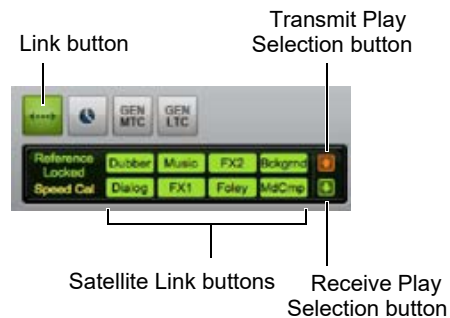 Transmit Play
Selection button
Link button
GEN
MTC
GEN
LTC
Reference
Locked
Speed Cal
Dubber Music FX2 Bckgrnd
Dialog FX1 Foley MdCmp
Satellite Link buttons
Receive Play
Selection button